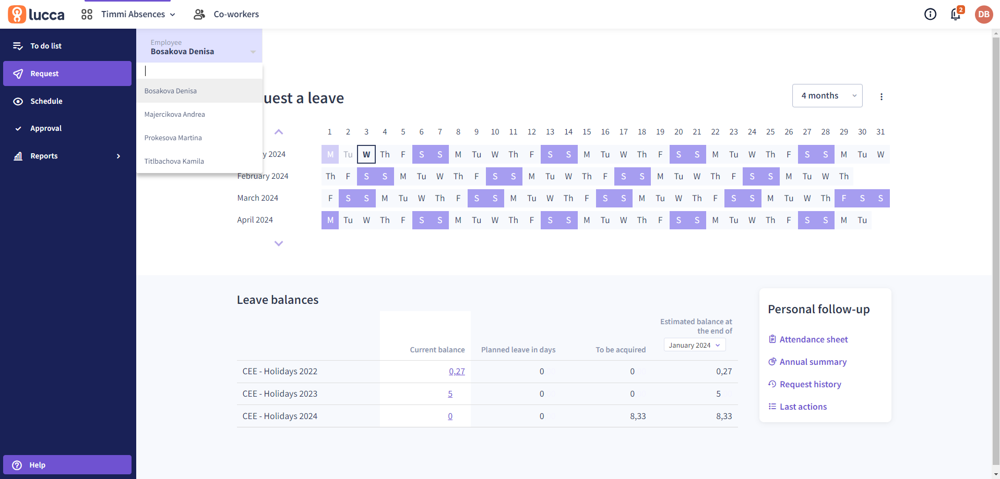 lucca
Timmi Absences
Co-workers
2
DB
To do list
Request
Schedule
Approval
Reports
Help
Employee
Bosakova Denisa
Bosakova Denisa
Majercikova Andrea
Prokesova Martina
Titlbachova Kamila
uest a leave
4 months
1 2 3 4 5 6 7 8 9 10 11 12 13 14 15 16 17 18 19 20 21 22 23 24 25 26 27 28 29 30 31
y 2024 M Tu W Th F S S M Tu W Th F S S M Tu W Th F S S M Tu W Th F S S M Tu W
February 2024 Th F S S M Tu W Th F S S M Tu W Th F S S M Tu W Th F S S M Tu W Th
March 2024 F S S M Tu W Th F S S M Tu W Th F S S M Tu W Th F S S M Tu W Th F S S
April 2024 M Tu W Th F S S M Tu W Th F S S M Tu W Th F S S M Tu W Th F S S M Tu
Leave balances
Estimated balance at
the end of
Current balance Planned leave in days To be acquired January 2024
CEE - Holidays 2022 0,27 0 0 0,27
CEE - Holidays 2023 5 0 0 5
CEE - Holidays 2024 0 0 8,33 8,33
Personal follow-up
Attendance sheet
Annual summary
Request history
Last actions